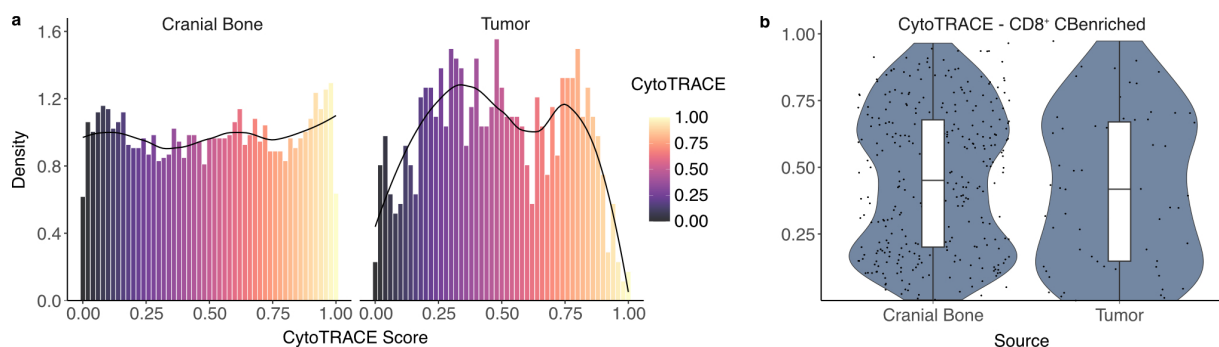 a
Cranial Bone
Tumor
Density
1.6
1.2
0.8
0.4
0.0
0.00 0.25 0.50 0.75 1.00
0.00 0.25 0.50 0.75 1.00
CytoTRACE Score
CytoTRACE
1.00
0.75
0.50
0.25
0.00
b
CytoTRACE - CD8⁺ CBenriched
1.00
0.75
0.50
0.25
Cranial Bone
Tumor
Source